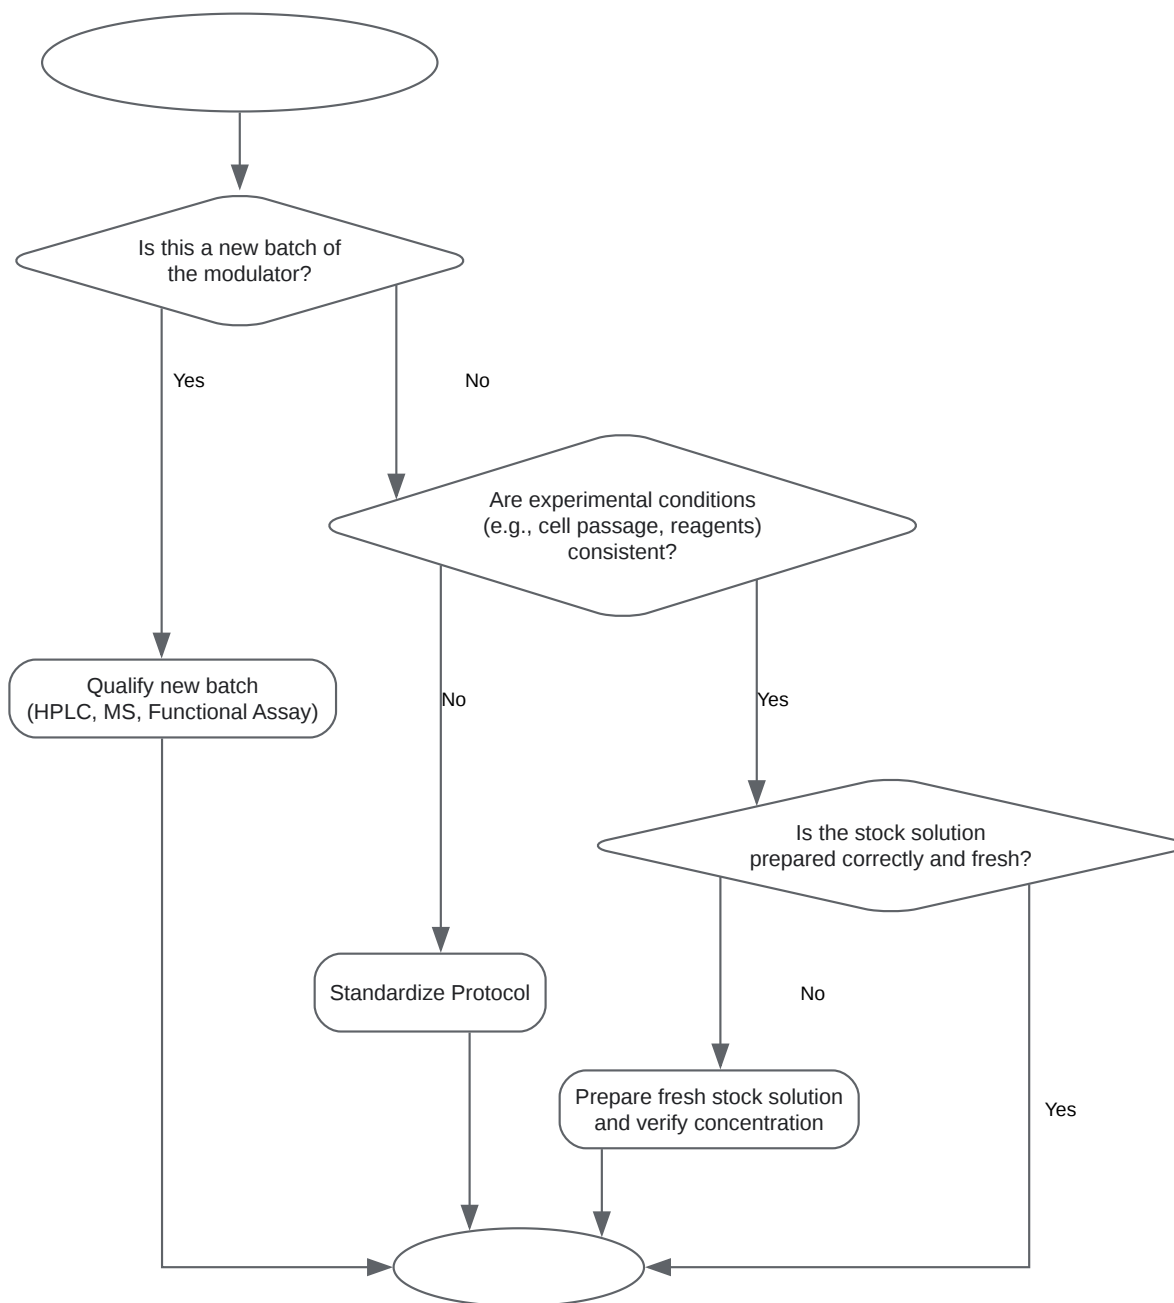 Is this a new batch of
the modulator?
Yes
No
Are experimental conditions
(e.g., cell passage, reagents)
consistent?
Qualify new batch
(HPLC, MS, Functional Assay)
No
Yes
Is the stock solution
prepared correctly and fresh?
Standardize Protocol
No
Prepare fresh stock solution
and verify concentration
Yes